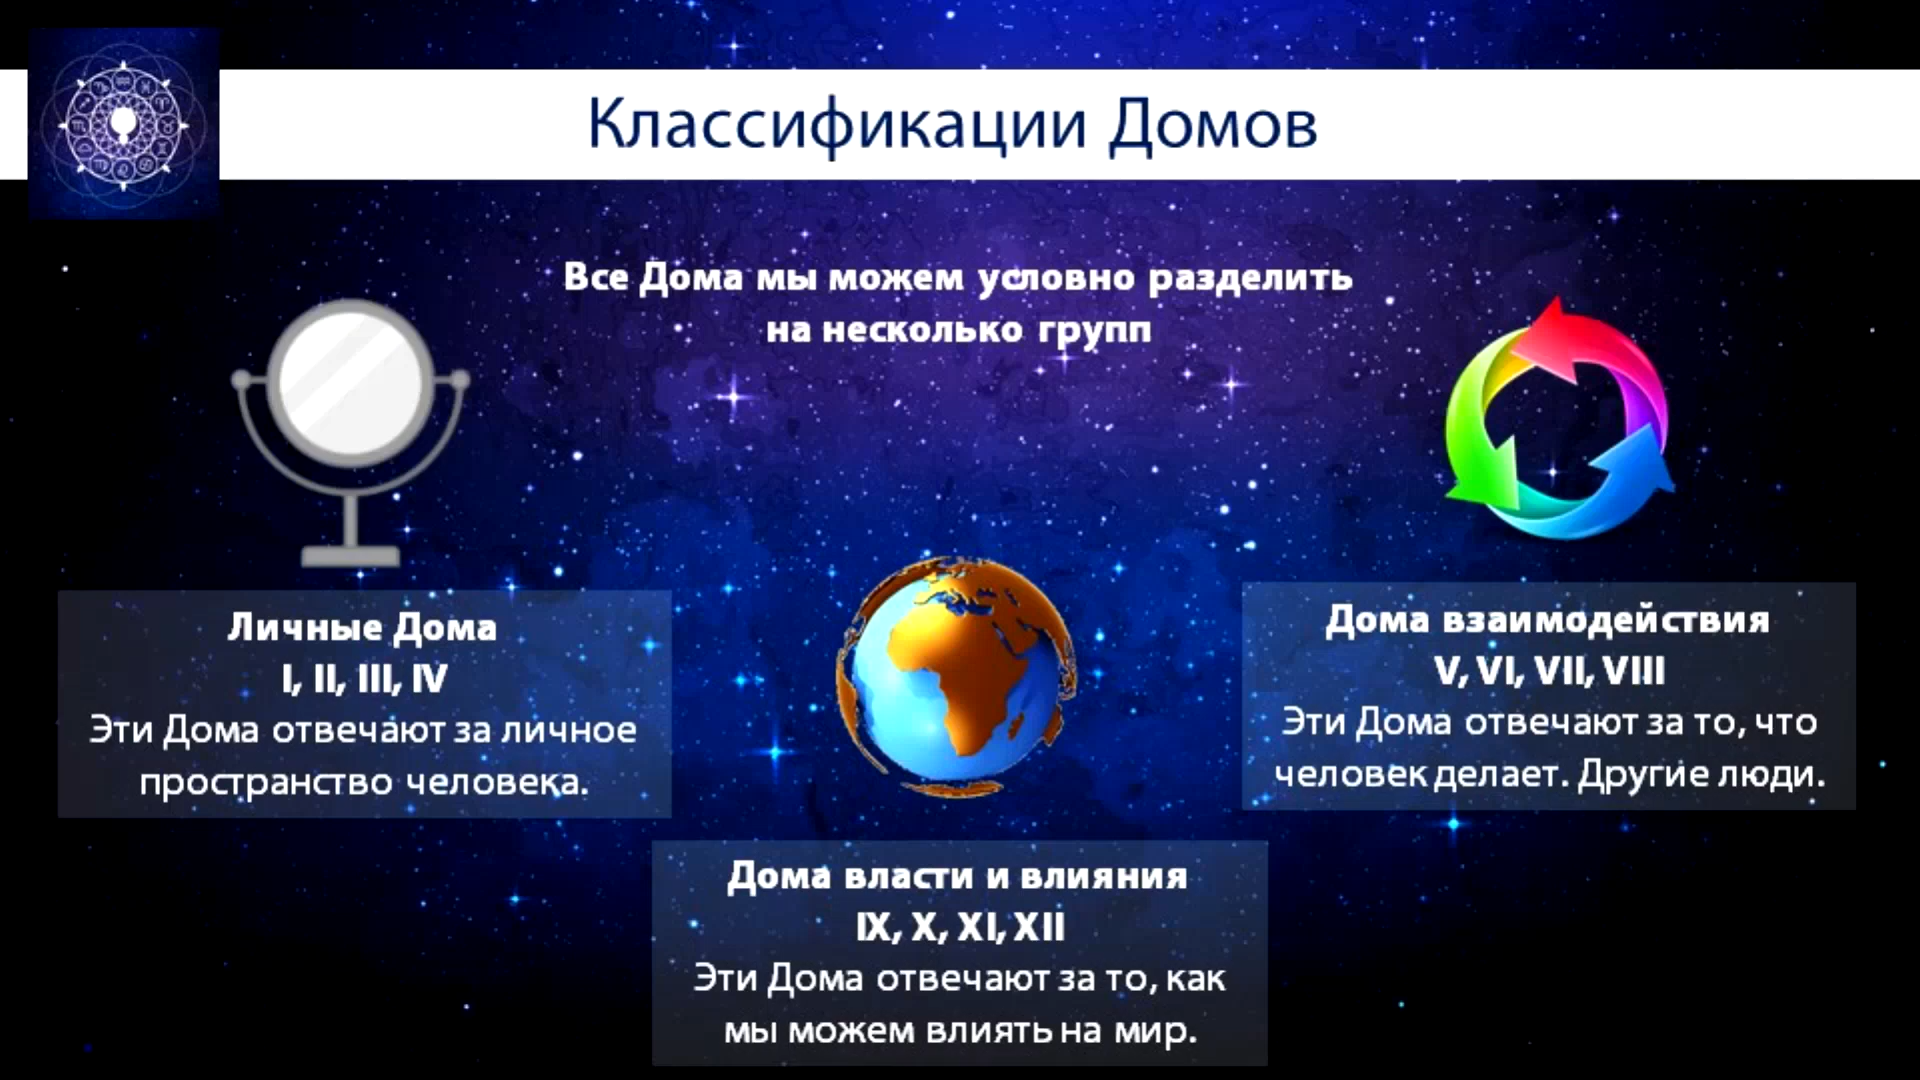 Классификации Домов
Все Дома мы можем условно разделить
на несколько групп
Личные Дома
I, II, III, IV
Эти Дома отвечают за личное
пространство человека.
Дома взаимодействия
V, VI, VII, VIII
Эти Дома отвечают за то, что
человек делает. Другие люди.
Дома власти и влияния
IX, X, XI, XII
Эти Дома отвечают за то, как
мы можем влиять на мир.